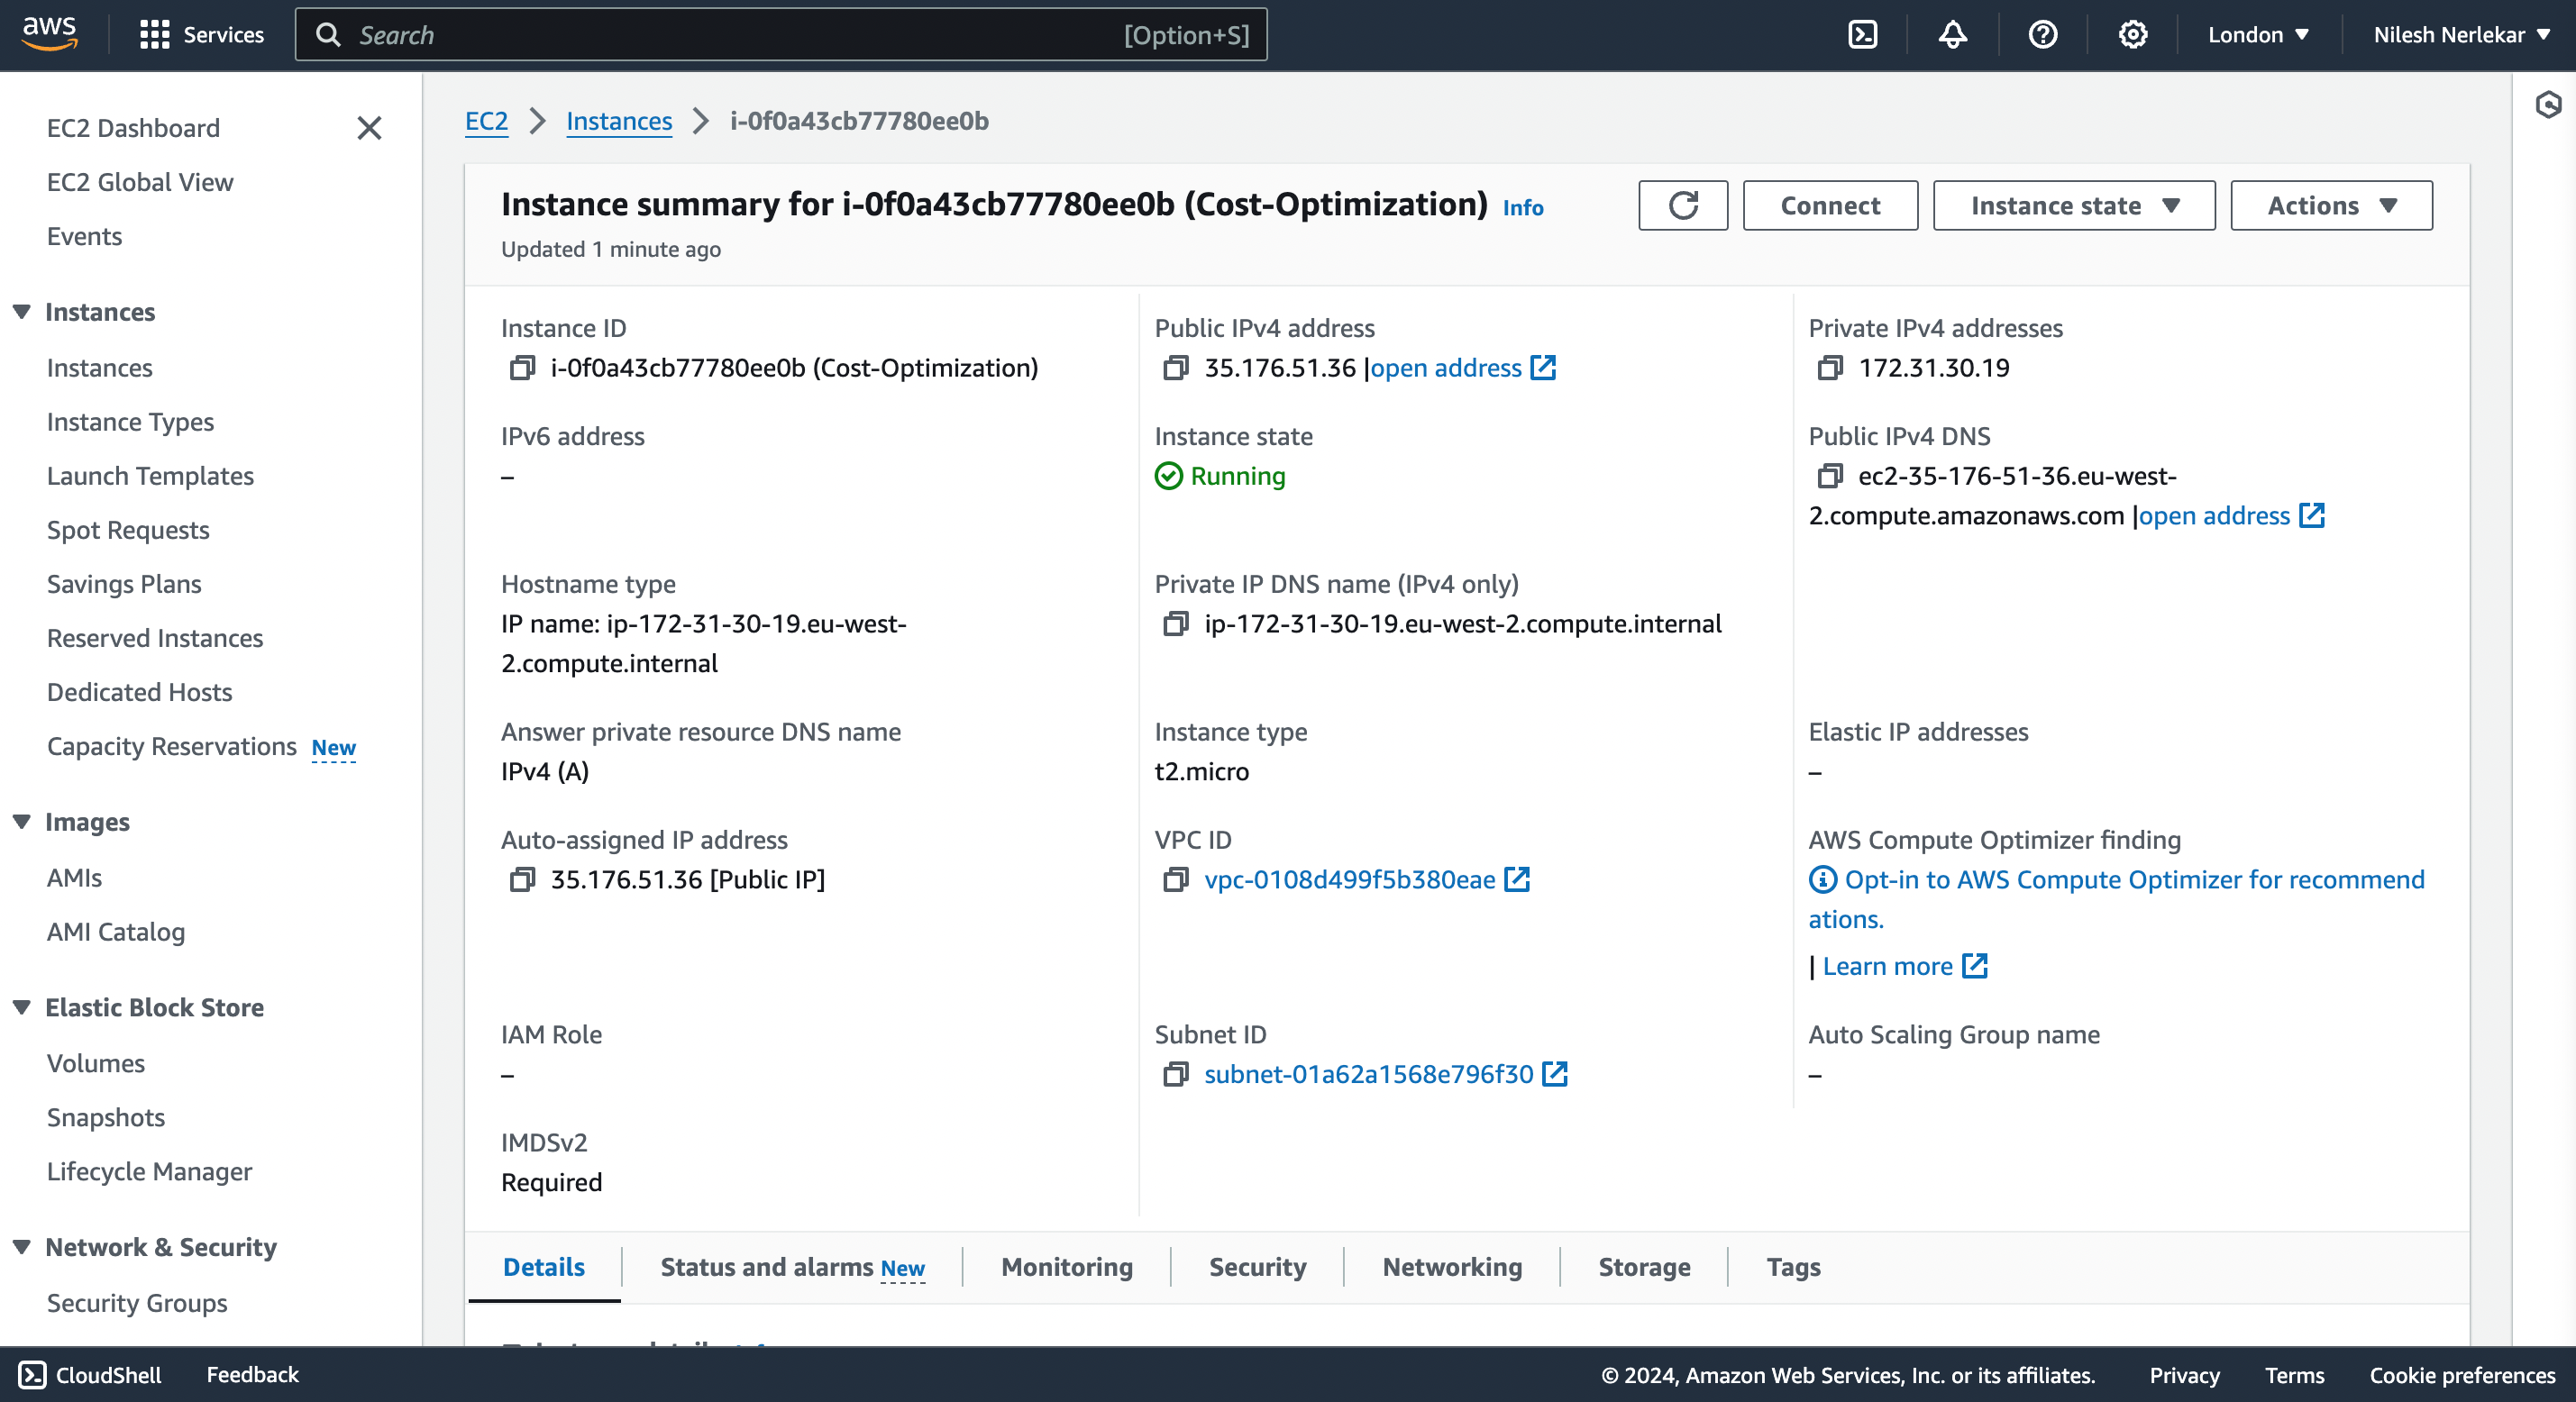 aws
Services
Search
[Option+S]
London
Nilesh Nerlekar
EC2 Dashboard
EC2 Global View
Events
Instances
Instances
Instance Types
Launch Templates
Spot Requests
Savings Plans
Reserved Instances
Dedicated Hosts
Capacity Reservations New
Images
AMIs
AMI Catalog
Elastic Block Store
Volumes
Snapshots
Lifecycle Manager
Network & Security
Security Groups
EC2 Instances i-0f0a43cb77780ee0b
Instance summary for i-0f0a43cb77780ee0b (Cost-Optimization) Info
Updated 1 minute ago
Connect
Instance state
Actions
Instance ID
i-0f0a43cb77780ee0b (Cost-Optimization)
Public IPv4 address
35.176.51.36 |open address
Private IPv4 addresses
172.31.30.19
IPv6 address
–
Instance state
Running
Public IPv4 DNS
ec2-35-176-51-36.eu-west-
2.compute.amazonaws.com |open address
Hostname type
IP name: ip-172-31-30-19.eu-west-
2.compute.internal
Private IP DNS name (IPv4 only)
ip-172-31-30-19.eu-west-2.compute.internal
Answer private resource DNS name
IPv4 (A)
Instance type
t2.micro
Elastic IP addresses
–
Auto-assigned IP address
35.176.51.36 [Public IP]
VPC ID
vpc-0108d499f5b380eae
AWS Compute Optimizer finding
Opt-in to AWS Compute Optimizer for recommend
ations.
| Learn more
IAM Role
–
Subnet ID
subnet-01a62a1568e796f30
Auto Scaling Group name
–
IMDSv2
Required
Details
Status and alarms New
Monitoring
Security
Networking
Storage
Tags
CloudShell
Feedback
© 2024, Amazon Web Services, Inc. or its affiliates.
Privacy
Terms
Cookie preferences